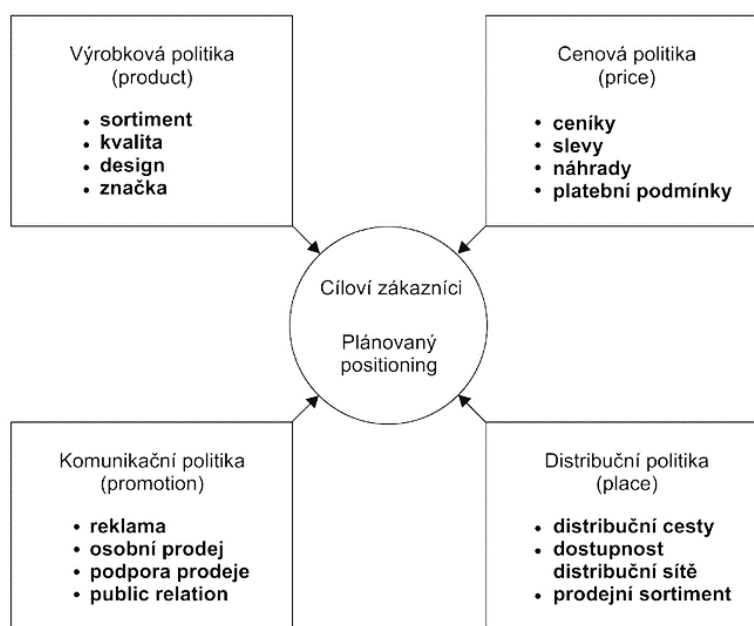 Výrobková politika
(product)
• sortiment
• kvalita
• design
• značka
Cenová politika
(price)
• ceníky
• slevy
• náhrady
• platební podmínky
Cíloví zákazníci
Plánovaný
positioning
Komunikační politika
(promotion)
• reklama
• osobní prodej
• podpora prodeje
• public relation
Distribuční politika
(place)
• distribuční cesty
• dostupnost
distribuční sítě
• prodejní sortiment